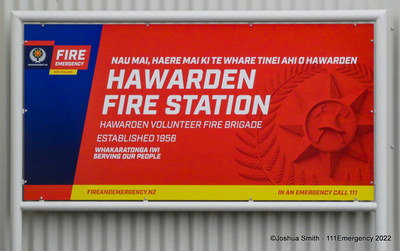 FIRE
EMERGENCY
NAU MAI, HAERE MAI KI TE WHARE TINEI AHI O HAWARDEN
HAWARDEN
FIRE STATION
HAWARDEN VOLUNTEER FIRE BRIGADE
ESTABLISHED 1956
WHAKARATONGA IWI
SERVING OUR PEOPLE
FIREANDEMERGENCY.NZ
IN AN EMERGENCY CALL 111
©Joshua Smith - 111Emergency 2022